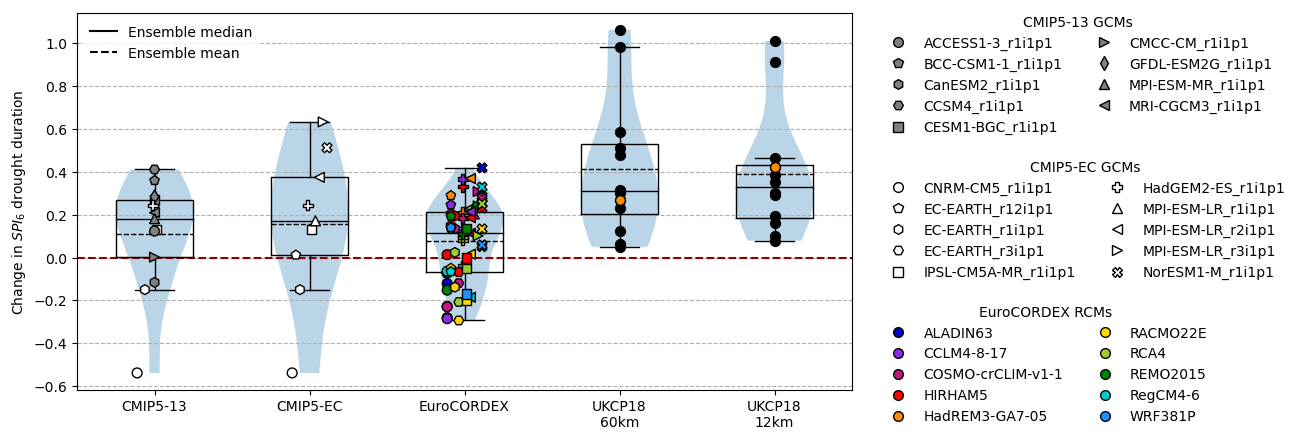 Ensemble median
Ensemble mean
Change in SPI6 drought duration
1.0
0.8
0.6
0.4
0.2
0.0
−0.2
−0.4
−0.6
CMIP5-13
CMIP5-EC
EuroCORDEX
UKCP18
60km
UKCP18
12km
CMIP5-13 GCMs
ACCESS1-3_r1i1p1
BCC-CSM1-1_r1i1p1
CanESM2_r1i1p1
CCSM4_r1i1p1
CESM1-BGC_r1i1p1
CMCC-CM_r1i1p1
GFDL-ESM2G_r1i1p1
MPI-ESM-MR_r1i1p1
MRI-CGCM3_r1i1p1
CMIP5-EC GCMs
CNRM-CM5_r1i1p1
EC-EARTH_r12i1p1
EC-EARTH_r1i1p1
EC-EARTH_r3i1p1
IPSL-CM5A-MR_r1i1p1
HadGEM2-ES_r1i1p1
MPI-ESM-LR_r1i1p1
MPI-ESM-LR_r2i1p1
MPI-ESM-LR_r3i1p1
NorESM1-M_r1i1p1
EuroCORDEX RCMs
ALADIN63
CCLM4-8-17
COSMO-crCLIM-v1-1
HIRHAM5
HadREM3-GA7-05
RACMO22E
RCA4
REMO2015
RegCM4-6
WRF381P